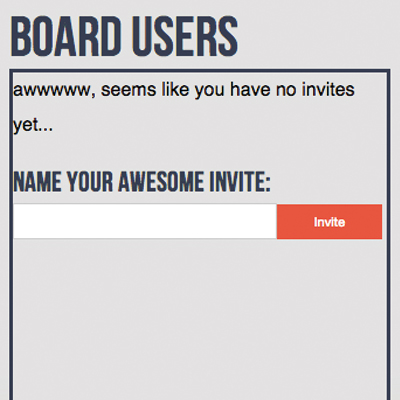 BOARD USERS
awwwww, seems like you have no invites
yet...
NAME YOUR AWESOME INVITE:
Invite